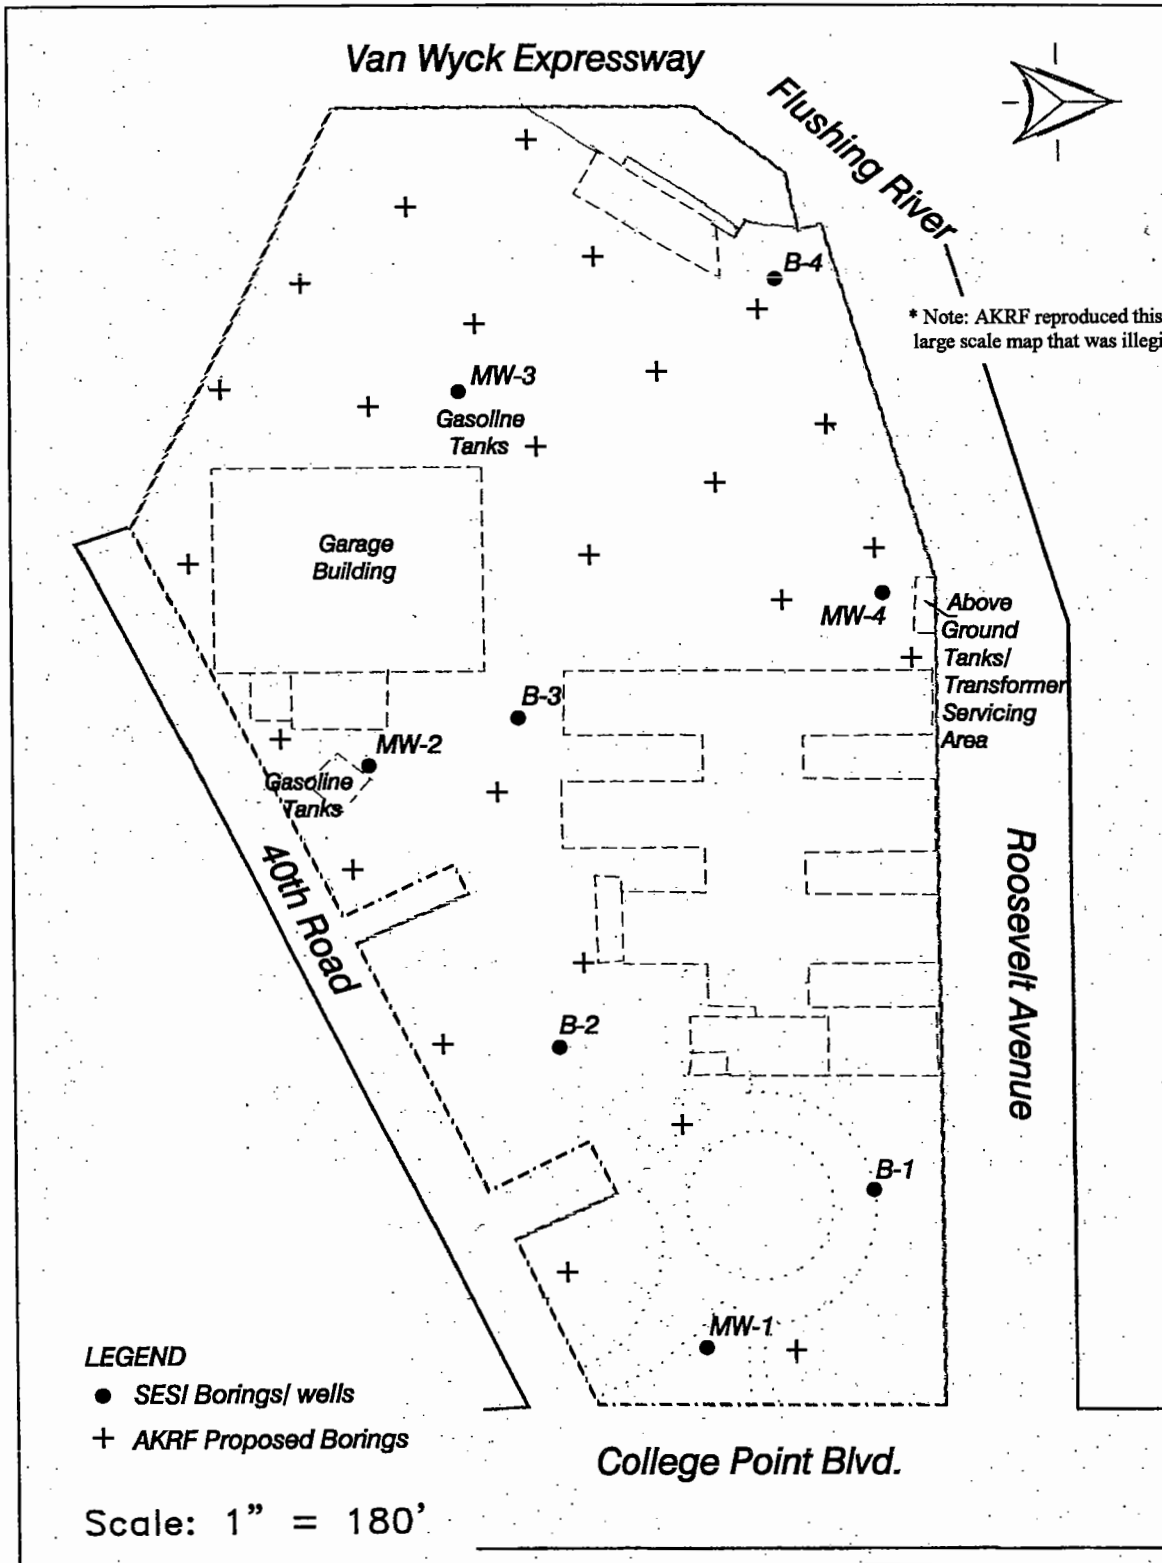 Van Wyck Expressway
Flushing River
B-4
* Note: AKRF reproduced this
large scale map that was illegi
MW-3
Gasoline
Tanks
Garage
Building
MW-4
Above
Ground
Tanks/
Transformer
Servicing
Area
B-3
MW-2
Gasoline
Tanks
40th Road
Roosevelt Avenue
B-2
B-1
MW-1
LEGEND
SESI Borings/ wells
AKRF Proposed Borings
College Point Blvd.
Scale: 1" = 180'